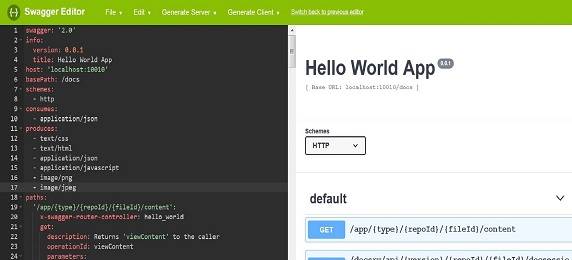 Swagger Editor File Edit Generate Server Generate Client Switch back to previous editor
1 swagger: '2.0'
2 info:
3 version: 0.0.1
4 title: Hello World App
5 host: 'localhost:10010'
6 basePath: /docs
7 schemes:
8 - http
9 consumes:
10 - application/json
11 produces:
12 - text/css
13 - text/html
14 - application/json
15 - application/javascript
16 - image/png
17 - image/jpeg
18 paths:
19 '/app/{type}/{repoId}/{fileId}/content':
20 x-swagger-router-controller: hello_world
21 get:
22 description: Returns 'viewContent' to the caller
23 operationId: viewContent
24 parameters:
Hello World App 0.0.1
[ Base URL: localhost:10010/docs ]
Schemes
HTTP
default
GET /app/{type}/{repoId}/{fileId}/content